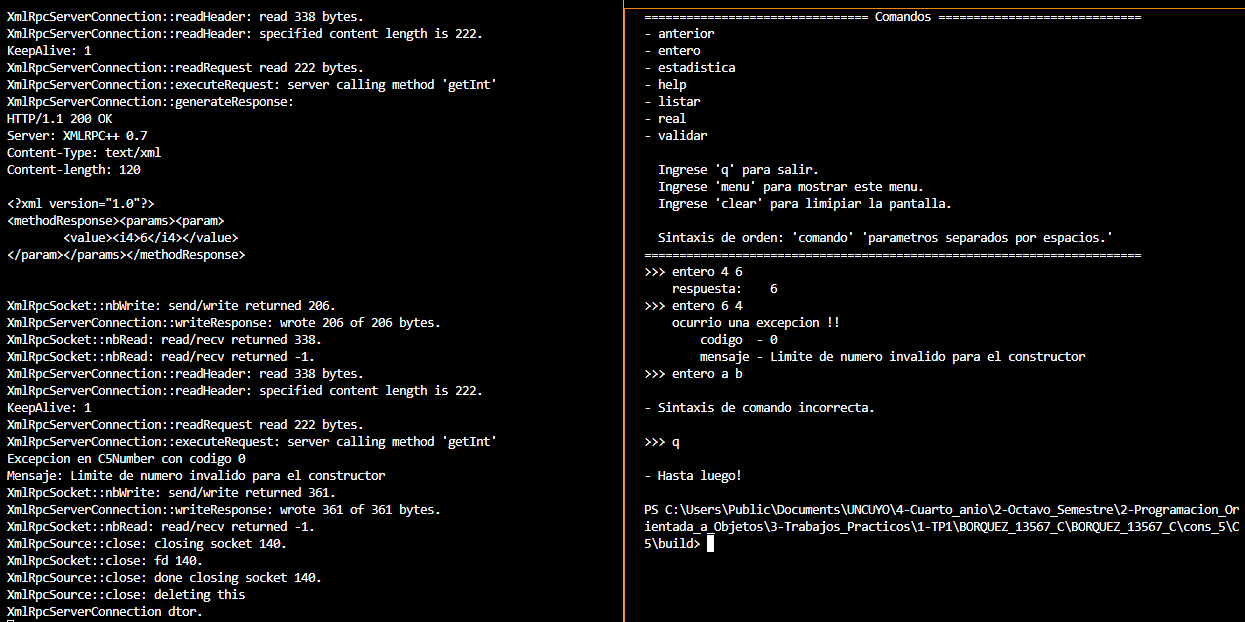 XmlRpcServerConnection::readHeader: read 338 bytes.
XmlRpcServerConnection::readHeader: specified content length is 222.
KeepAlive: 1
XmlRpcServerConnection::readRequest read 222 bytes.
XmlRpcServerConnection::executeRequest: server calling method 'getInt'
XmlRpcServerConnection::generateResponse:
HTTP/1.1 200 OK
Server: XMLRPC++ 0.7
Content-Type: text/xml
Content-length: 120

<?xml version="1.0"?>
<methodResponse><params><param>
        <value><i4>6</i4></value>
</param></params></methodResponse>


XmlRpcSocket::nbWrite: send/write returned 206.
XmlRpcServerConnection::writeResponse: wrote 206 of 206 bytes.
XmlRpcSocket::nbRead: read/recv returned 338.
XmlRpcSocket::nbRead: read/recv returned -1.
XmlRpcServerConnection::readHeader: read 338 bytes.
XmlRpcServerConnection::readHeader: specified content length is 222.
KeepAlive: 1
XmlRpcServerConnection::readRequest read 222 bytes.
XmlRpcServerConnection::executeRequest: server calling method 'getInt'
Excepcion en C5Number con codigo 0
Mensaje: Limite de numero invalido para el constructor
XmlRpcSocket::nbWrite: send/write returned 361.
XmlRpcServerConnection::writeResponse: wrote 361 of 361 bytes.
XmlRpcSocket::nbRead: read/recv returned -1.
XmlRpcSource::close: closing socket 140.
XmlRpcSocket::close: fd 140.
XmlRpcSource::close: done closing socket 140.
XmlRpcSource::close: deleting this
XmlRpcServerConnection dtor.
================================ Comandos =============================
- anterior
- entero
- estadistica
- help
- listar
- real
- validar

  Ingrese 'q' para salir.
  Ingrese 'menu' para mostrar este menu.
  Ingrese 'clear' para limipiar la pantalla.

  Sintaxis de orden: 'comando' 'parametros separados por espacios.'
=======================================================================
>>> entero 4 6
    respuesta:    6
>>> entero 6 4
    ocurrio una excepcion !!
        codigo  - 0
        mensaje - Limite de numero invalido para el constructor
>>> entero a b

- Sintaxis de comando incorrecta.

>>> q

- Hasta luego!

PS C:\Users\Public\Documents\UNCUYO\4-Cuarto_anio\2-Octavo_Semestre\2-Programacion_Or
ientada_a_Objetos\3-Trabajos_Practicos\1-TP1\BORQUEZ_13567_C\BORQUEZ_13567_C\cons_5\C
5\build>